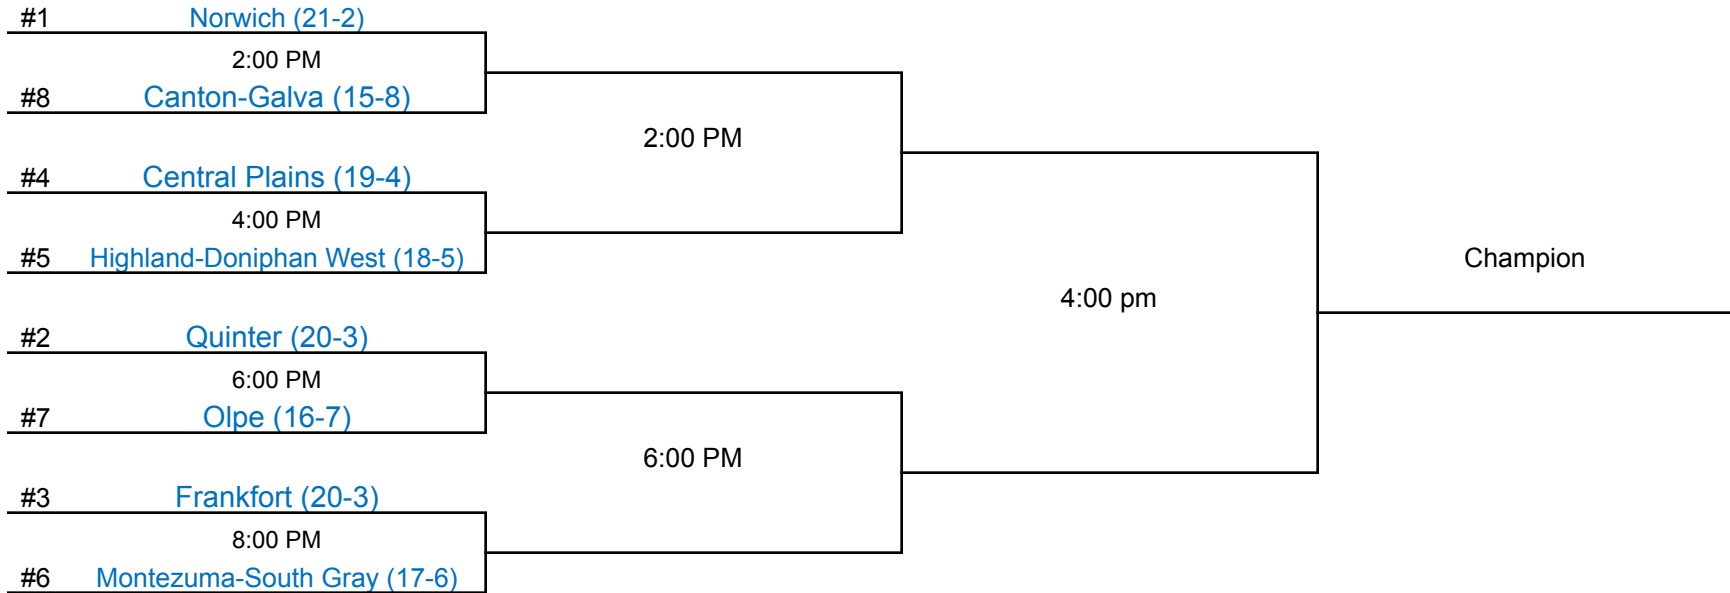 #1 Norwich (21-2)
2:00 PM
#8 Canton-Galva (15-8)
2:00 PM
#4 Central Plains (19-4)
4:00 PM
#5 Highland-Doniphan West (18-5)
Champion
4:00 pm
#2 Quinter (20-3)
6:00 PM
#7 Olpe (16-7)
6:00 PM
#3 Frankfort (20-3)
8:00 PM
#6 Montezuma-South Gray (17-6)